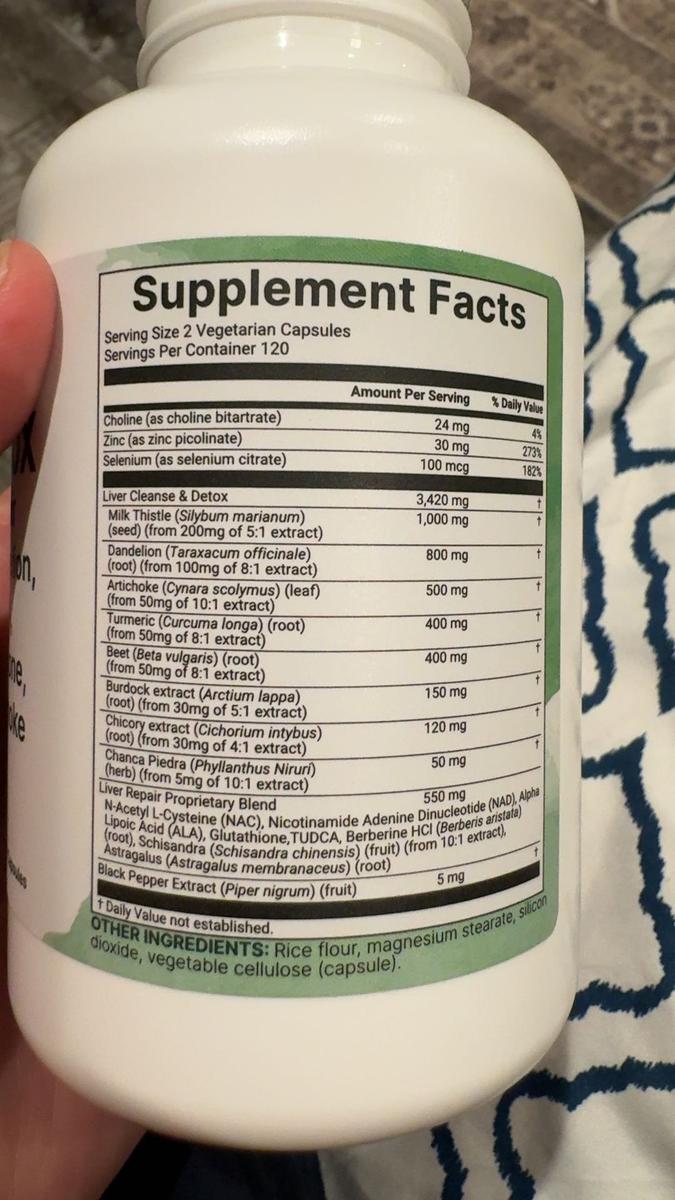 Supplement Facts
Serving Size 2 Vegetarian Capsules
Servings Per Container 120
Amount Per Serving % Daily Value
Choline (as choline bitartrate) 24 mg 4%
Zinc (as zinc picolinate) 30 mg 273%
Selenium (as selenium citrate) 100 mcg 182%
Liver Cleanse & Detox 3,420 mg †
Milk Thistle (Silybum marianum) 1,000 mg †
(seed) (from 200mg of 5:1 extract)
Dandelion (Taraxacum officinale) 800 mg †
(root) (from 100mg of 8:1 extract)
Artichoke (Cynara scolymus) (leaf) 500 mg †
(from 50mg of 10:1 extract)
Turmeric (Curcuma longa) (root) 400 mg †
(from 50mg of 8:1 extract)
Beet (Beta vulgaris) (root) 400 mg †
(from 50mg of 8:1 extract)
Burdock extract (Arctium lappa) 150 mg †
(root) (from 30mg of 5:1 extract)
Chicory extract (Cichorium intybus) 120 mg †
(root) (from 30mg of 4:1 extract)
Chanca Piedra (Phyllanthus Niruri) 50 mg †
(herb) (from 5mg of 10:1 extract)
Liver Repair Proprietary Blend 550 mg
N-Acetyl L-Cysteine (NAC), Nicotinamide Adenine Dinucleotide (NAD), Alpha
Lipoic Acid (ALA), Glutathione,TUDCA, Berberine HCl (Berberis aristata)
(root), Schisandra (Schisandra chinensis) (fruit) (from 10:1 extract),
Astragalus (Astragalus membranaceus) (root)
Black Pepper Extract (Piper nigrum) (fruit) 5 mg †
† Daily Value not established.
OTHER INGREDIENTS: Rice flour, magnesium stearate, silicon
dioxide, vegetable cellulose (capsule).